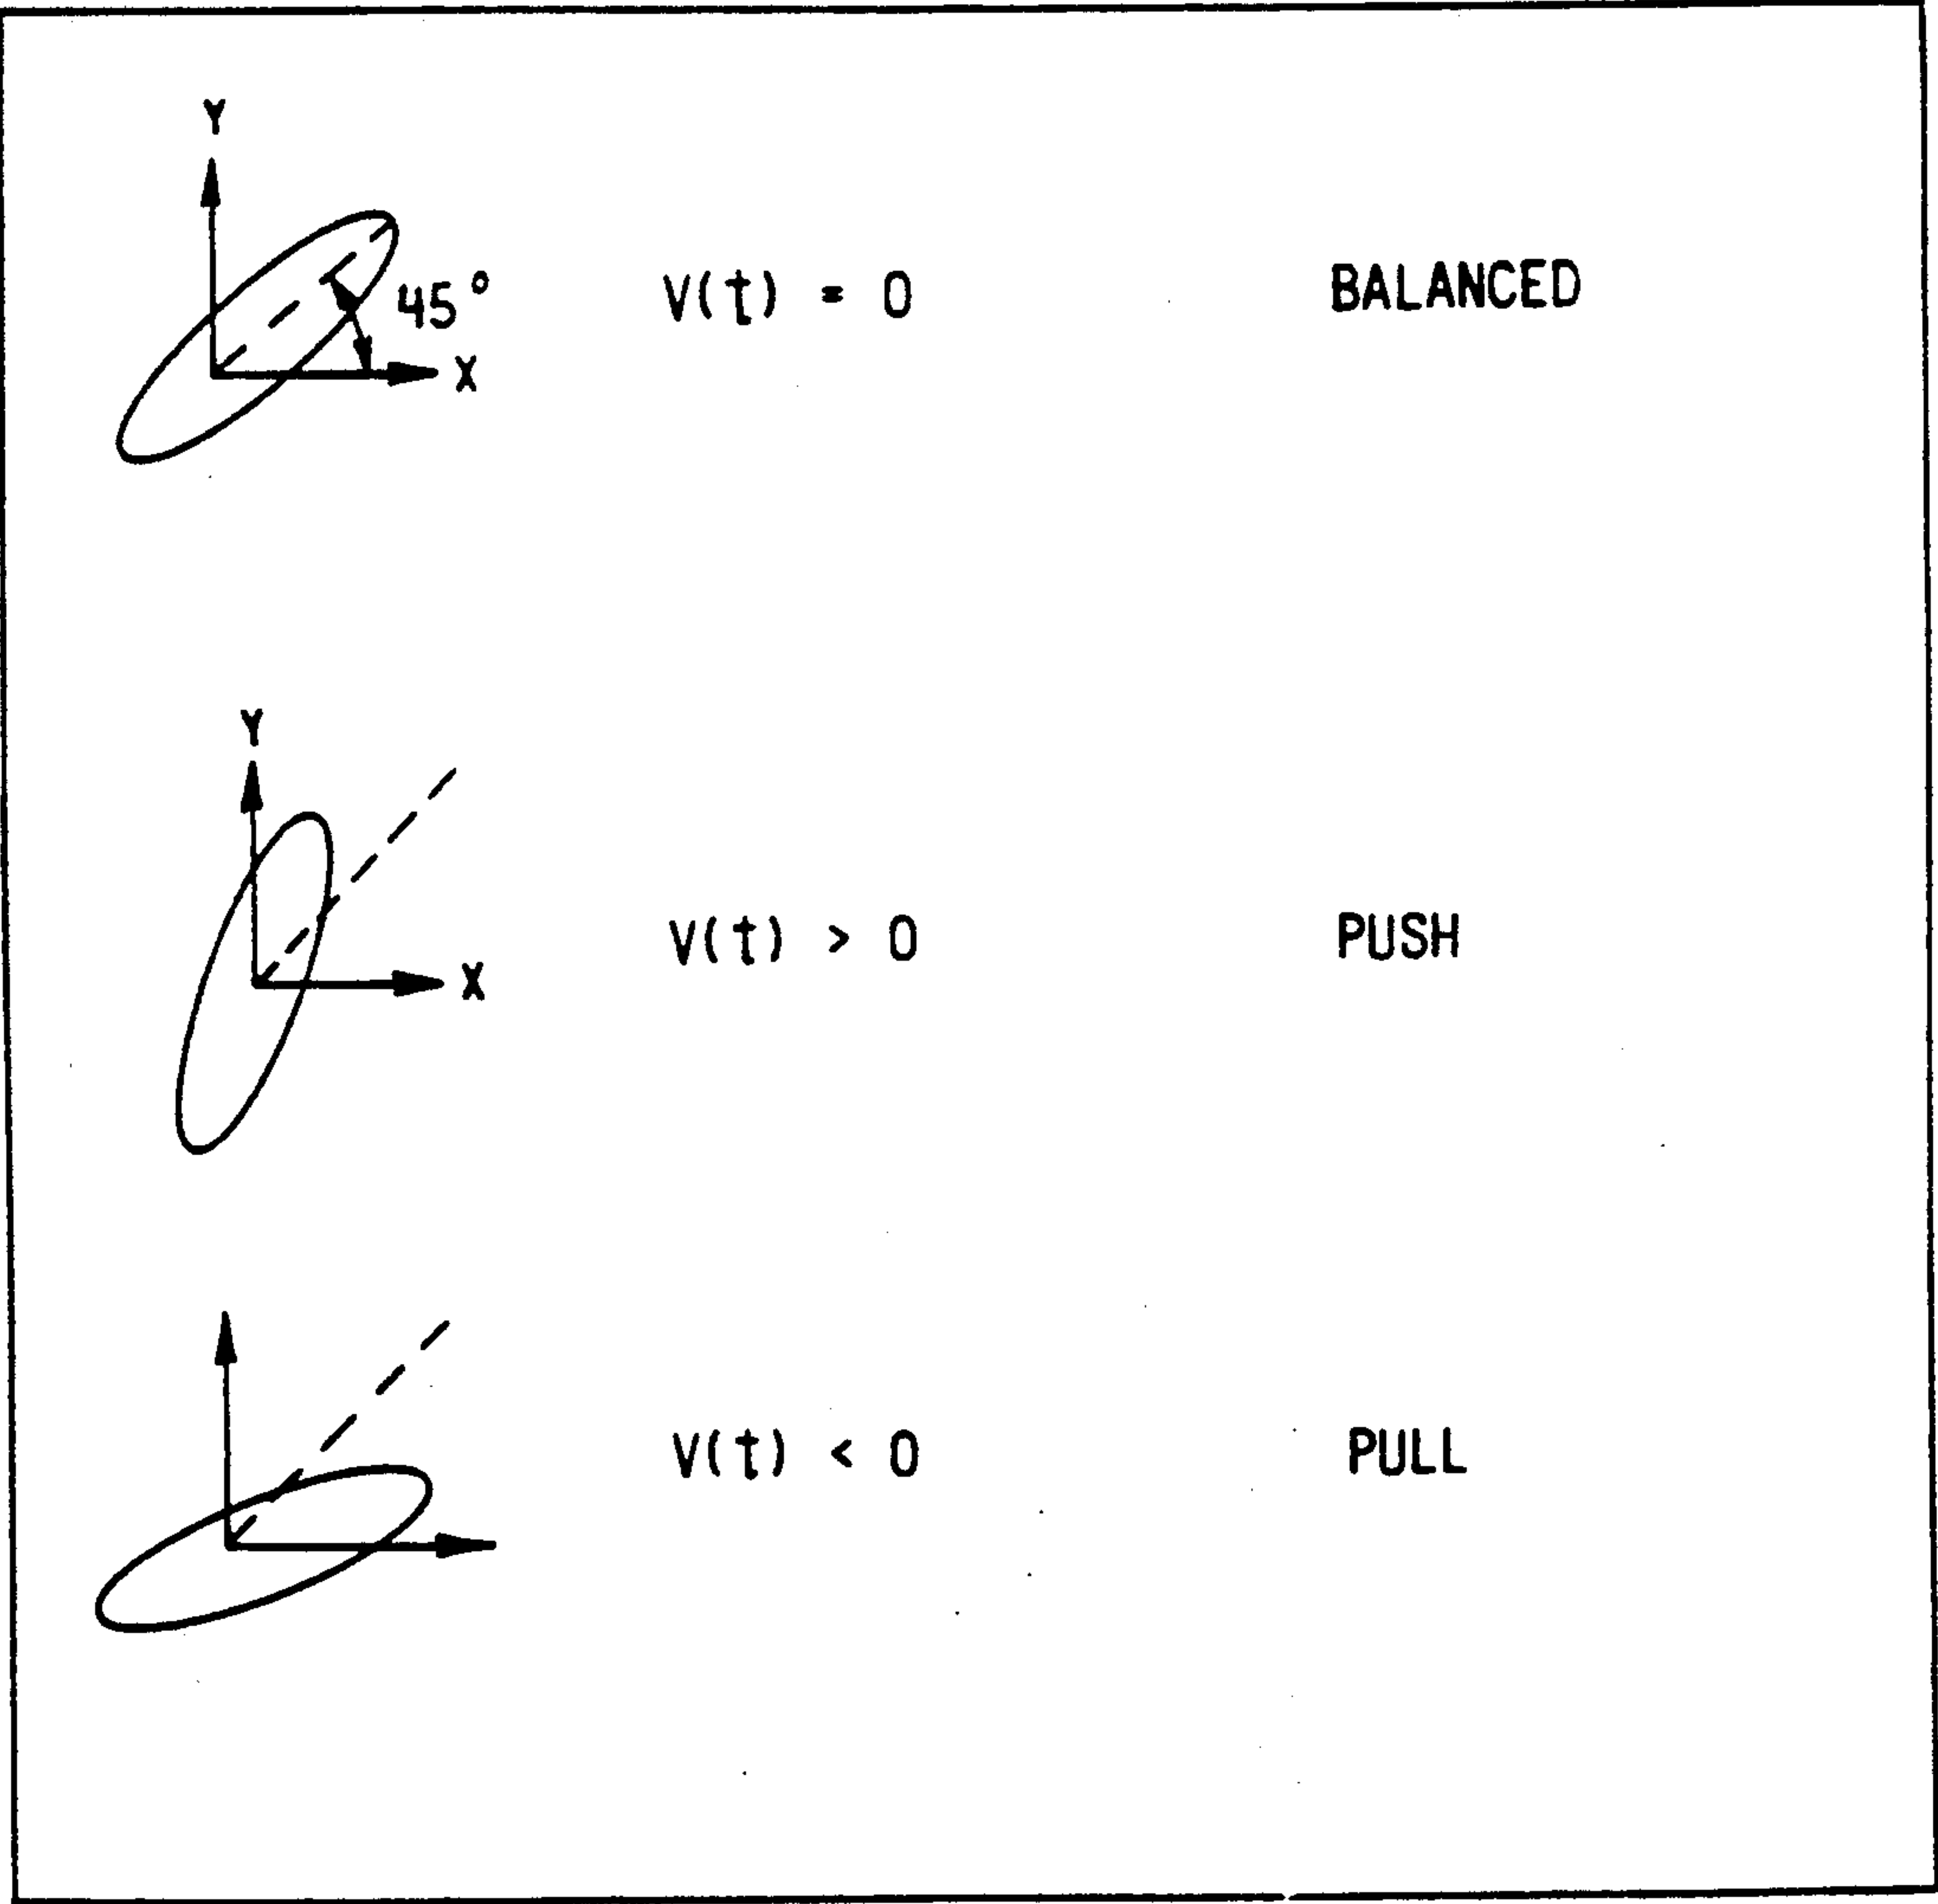 Y
45°
V(t) = 0
BALANCED
X
Y
V(t) > 0
PUSH
X
V(t) < 0
PULL